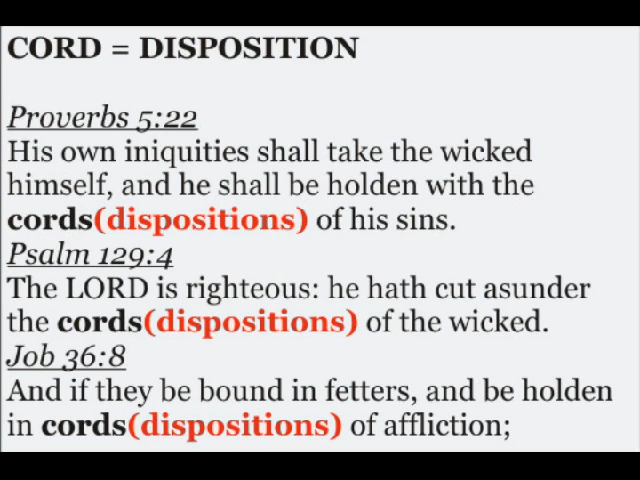 CORD = DISPOSITION
Proverbs 5:22
His own iniquities shall take the wicked
himself, and he shall be holden with the
cords(dispositions) of his sins.
Psalm 129:4
The LORD is righteous: he hath cut asunder
the cords(dispositions) of the wicked.
Job 36:8
And if they be bound in fetters, and be holden
in cords(dispositions) of affliction;